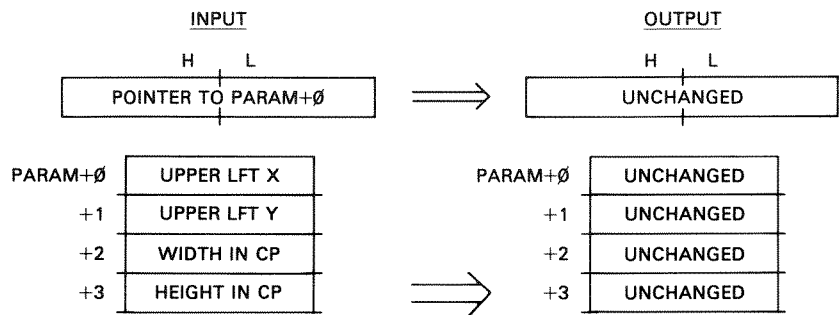 INPUT
OUTPUT
H L
H L
POINTER TO PARAM+Ø
UNCHANGED
PARAM+Ø UPPER LFT X
+1 UPPER LFT Y
+2 WIDTH IN CP
+3 HEIGHT IN CP
PARAM+Ø UNCHANGED
+1 UNCHANGED
+2 UNCHANGED
+3 UNCHANGED